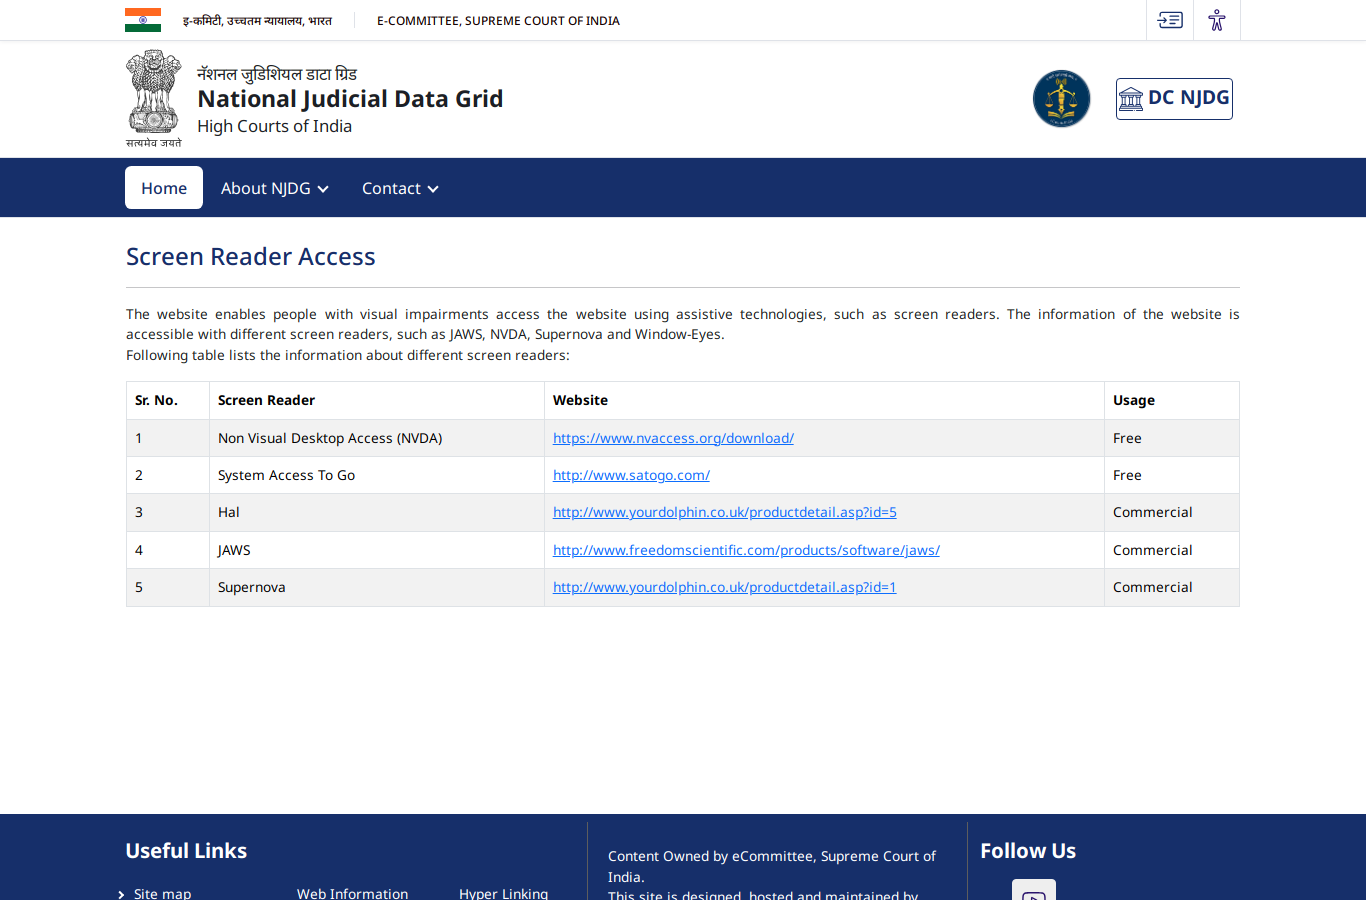 इ-कमिटी, उच्चतम न्यायालय, भारत
E-COMMITTEE, SUPREME COURT OF INDIA
नॅशनल जुडिशियल डाटा ग्रिड
National Judicial Data Grid
High Courts of India
सत्यमेव जयते
DC NJDG
Home
About NJDG
Contact
Screen Reader Access
The website enables people with visual impairments access the website using assistive technologies, such as screen readers. The information of the website is
accessible with different screen readers, such as JAWS, NVDA, Supernova and Window-Eyes.
Following table lists the information about different screen readers:
Sr. No. Screen Reader Website Usage
1 Non Visual Desktop Access (NVDA) https://www.nvaccess.org/download/ Free
2 System Access To Go http://www.satogo.com/ Free
3 Hal http://www.yourdolphin.co.uk/productdetail.asp?id=5 Commercial
4 JAWS http://www.freedomscientific.com/products/software/jaws/ Commercial
5 Supernova http://www.yourdolphin.co.uk/productdetail.asp?id=1 Commercial
Useful Links
Site map
Web Information
Hyper Linking
Content Owned by eCommittee, Supreme Court of
India.
This site is designed, hosted and maintained by
Follow Us